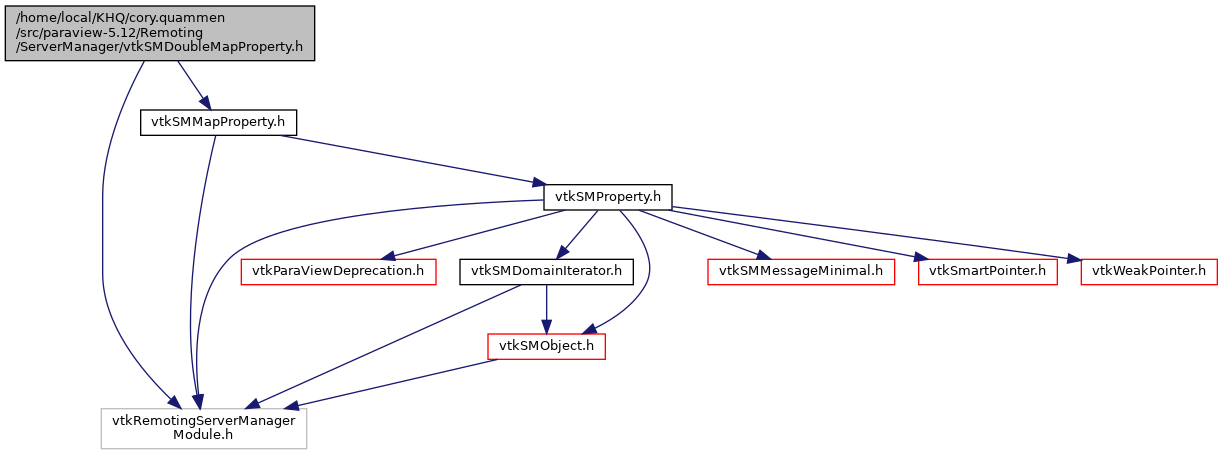 /home/local/KHQ/cory.quammen
/src/paraview-5.12/Remoting
/ServerManager/vtkSMDoubleMapProperty.h
vtkSMMapProperty.h
vtkSMProperty.h
vtkParaViewDeprecation.h
vtkSMDomainIterator.h
vtkSMMessageMinimal.h
vtkSmartPointer.h
vtkWeakPointer.h
vtkSMObject.h
vtkRemotingServerManager
Module.h